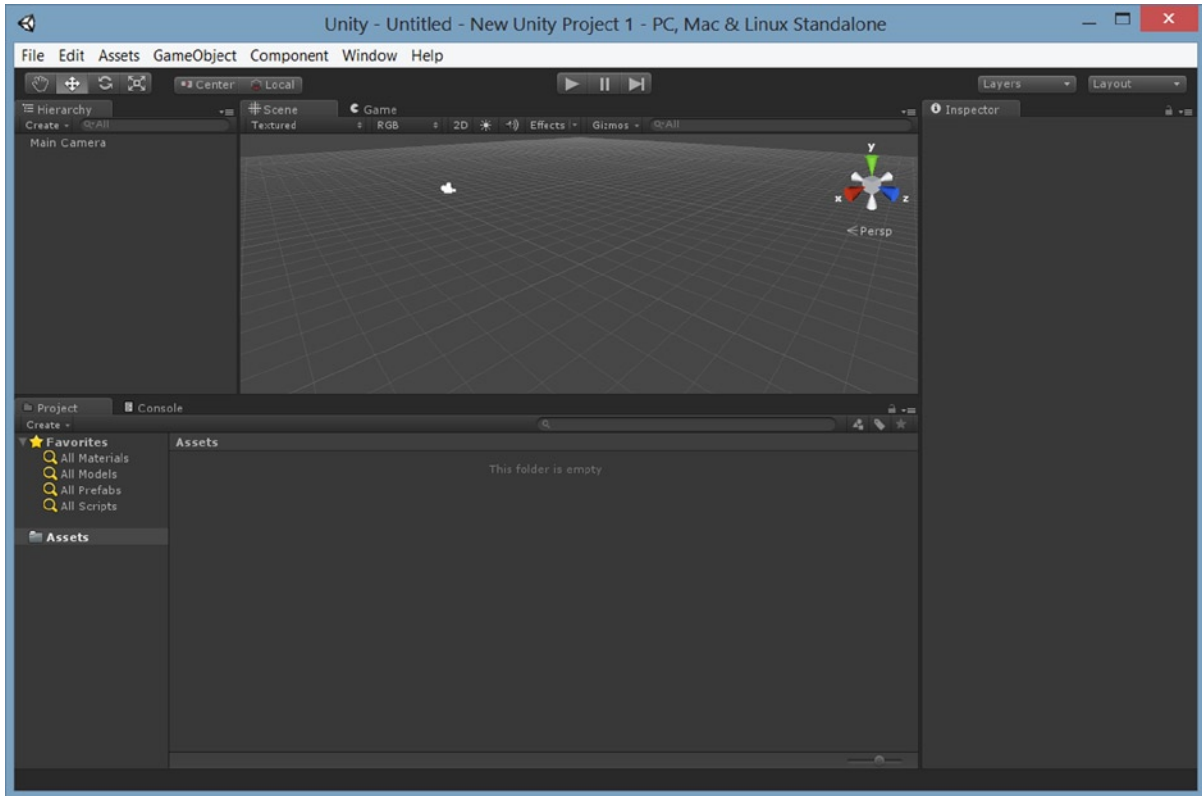 Unity - Untitled - New Unity Project 1 - PC, Mac & Linux Standalone
File Edit Assets GameObject Component Window Help
Center Local Layers Layout
Hierarchy
Create All
Main Camera
Scene Game
Textured RGB 2D Effects Gizmos All
y
x z
Persp
Inspector
Project Console
Create
Favorites
All Materials
All Models
All Prefabs
All Scripts
Assets
Assets
This folder is empty